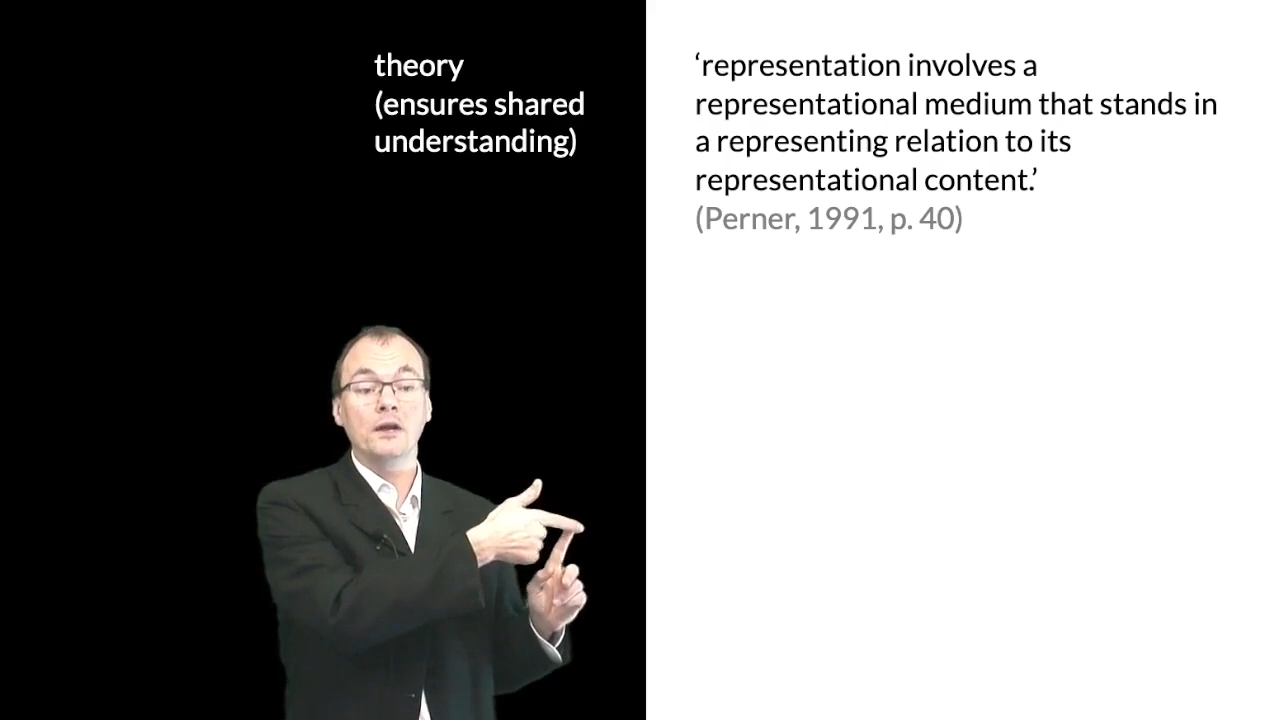 theory
(ensures shared
understanding)
‘representation involves a
representational medium that stands in
a representing relation to its
representational content.’
(Perner, 1991, p. 40)